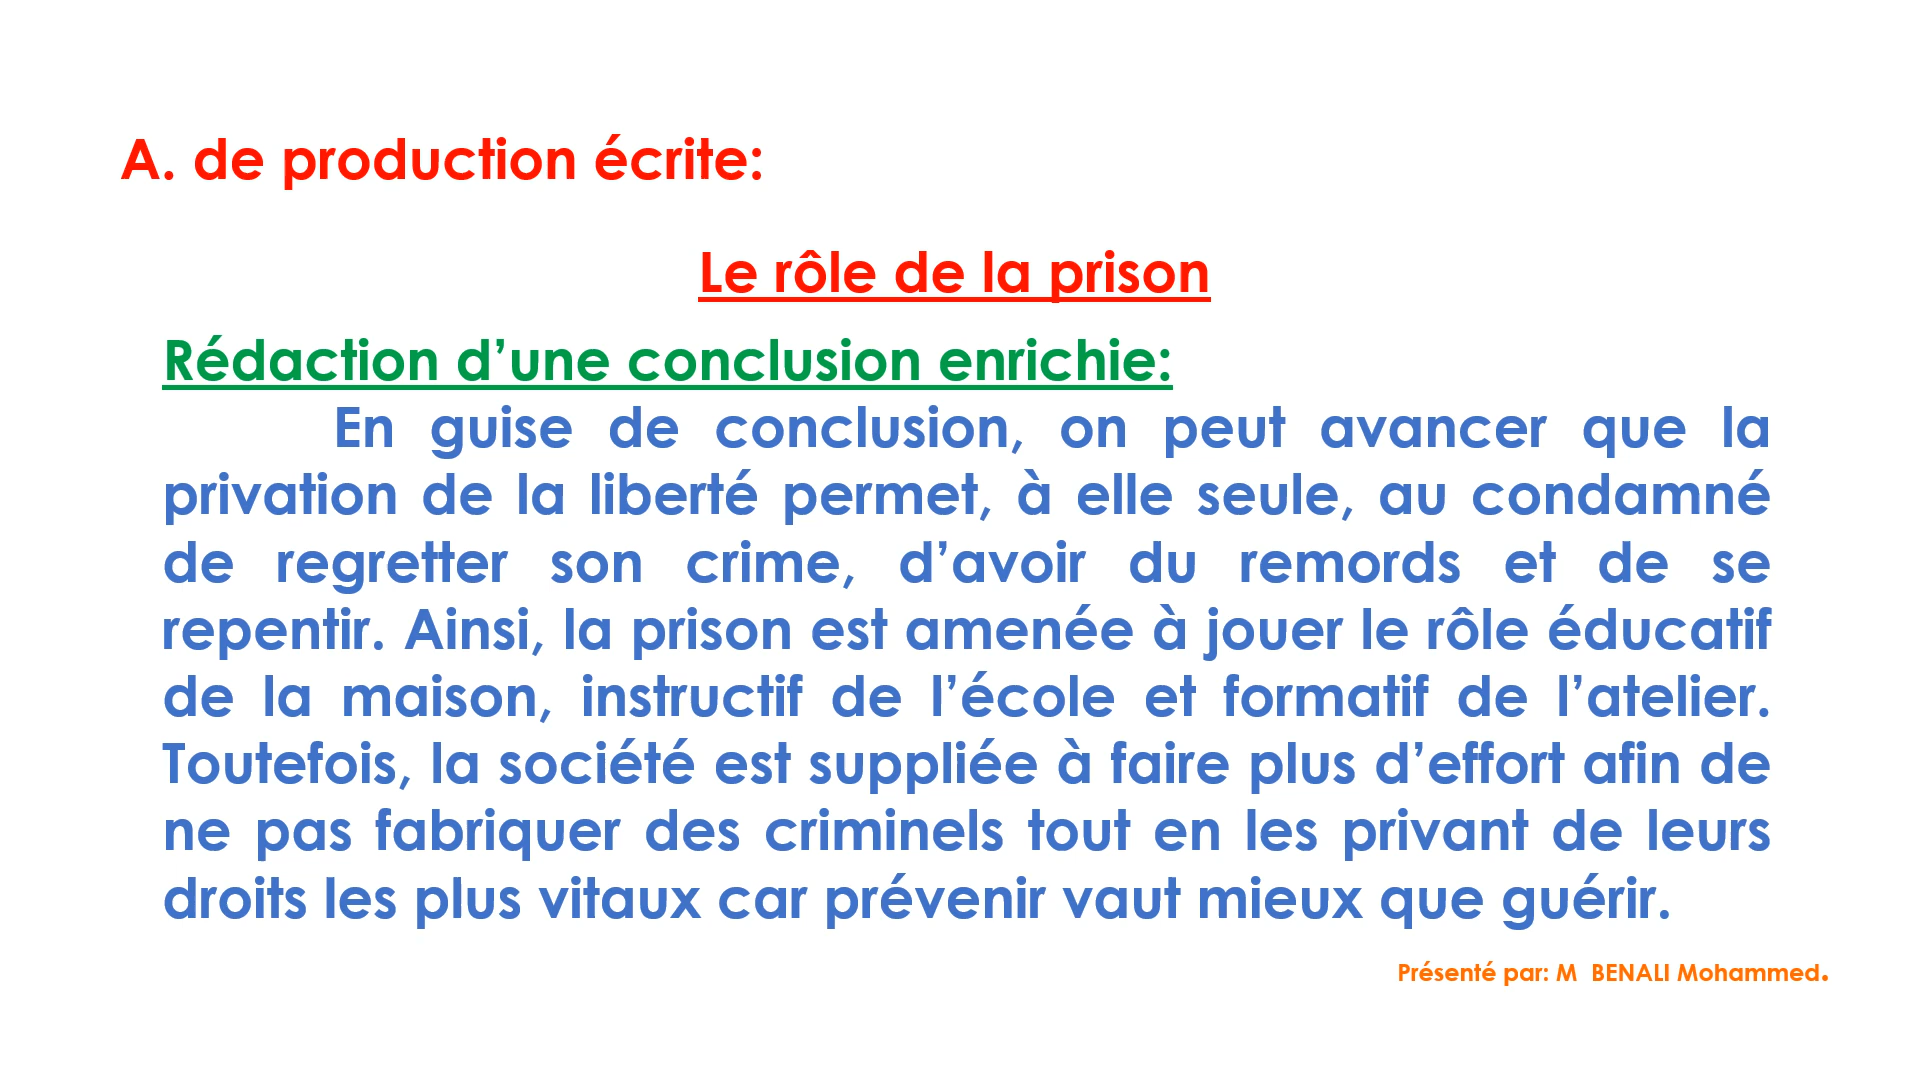 A. de production écrite:
Le rôle de la prison
Rédaction d’une conclusion enrichie:
En guise de conclusion, on peut avancer que la
privation de la liberté permet, à elle seule, au condamné
de regretter son crime, d’avoir du remords et de se
repentir. Ainsi, la prison est amenée à jouer le rôle éducatif
de la maison, instructif de l’école et formatif de l’atelier.
Toutefois, la société est suppliée à faire plus d’effort afin de
ne pas fabriquer des criminels tout en les privant de leurs
droits les plus vitaux car prévenir vaut mieux que guérir.
Présenté par: M BENALI Mohammed.